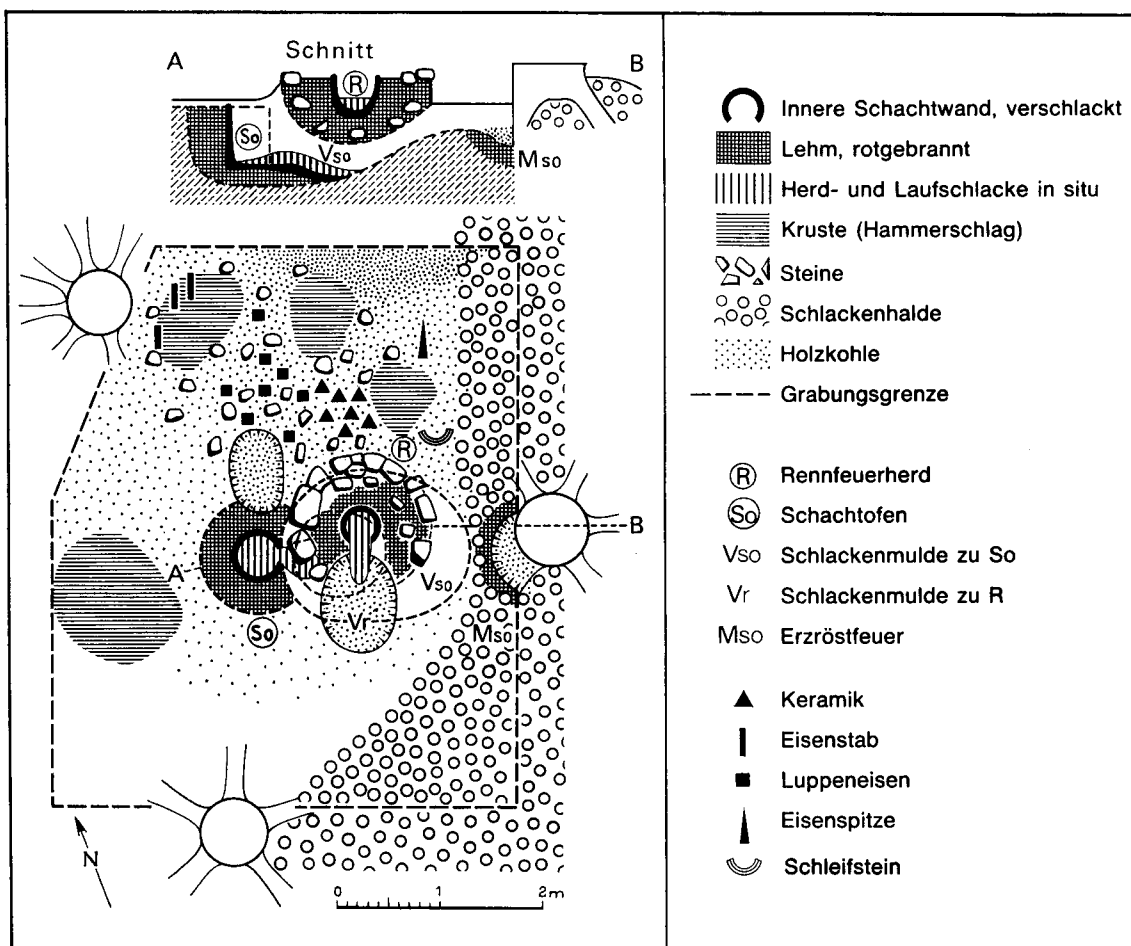 A
Schnitt
B
R
So
Vso
Mso
R
B
A
Vso
Vr
So
Mso
N
0 1 2m
Innere Schachtwand, verschlackt
Lehm, rotgebrannt
Herd- und Laufschlacke in situ
Kruste (Hammerschlag)
Steine
Schlackenhalde
Holzkohle
Grabungsgrenze
R Rennfeuerherd
So Schachtofen
Vso Schlackenmulde zu So
Vr Schlackenmulde zu R
Mso Erzröstfeuer
Keramik
Eisenstab
Luppeneisen
Eisenspitze
Schleifstein